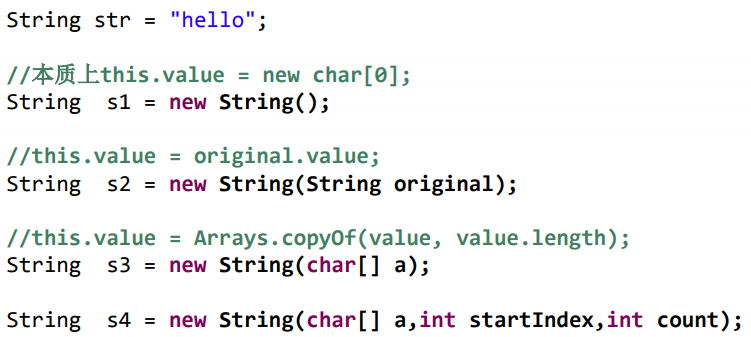 String str = "hello";
//本质上this.value = new char[0];
String  s1 = new String();
//this.value = original.value;
String  s2 = new String(String original);
//this.value = Arrays.copyOf(value, value.length);
String  s3 = new String(char[] a);
String  s4 = new String(char[] a,int startIndex,int count);